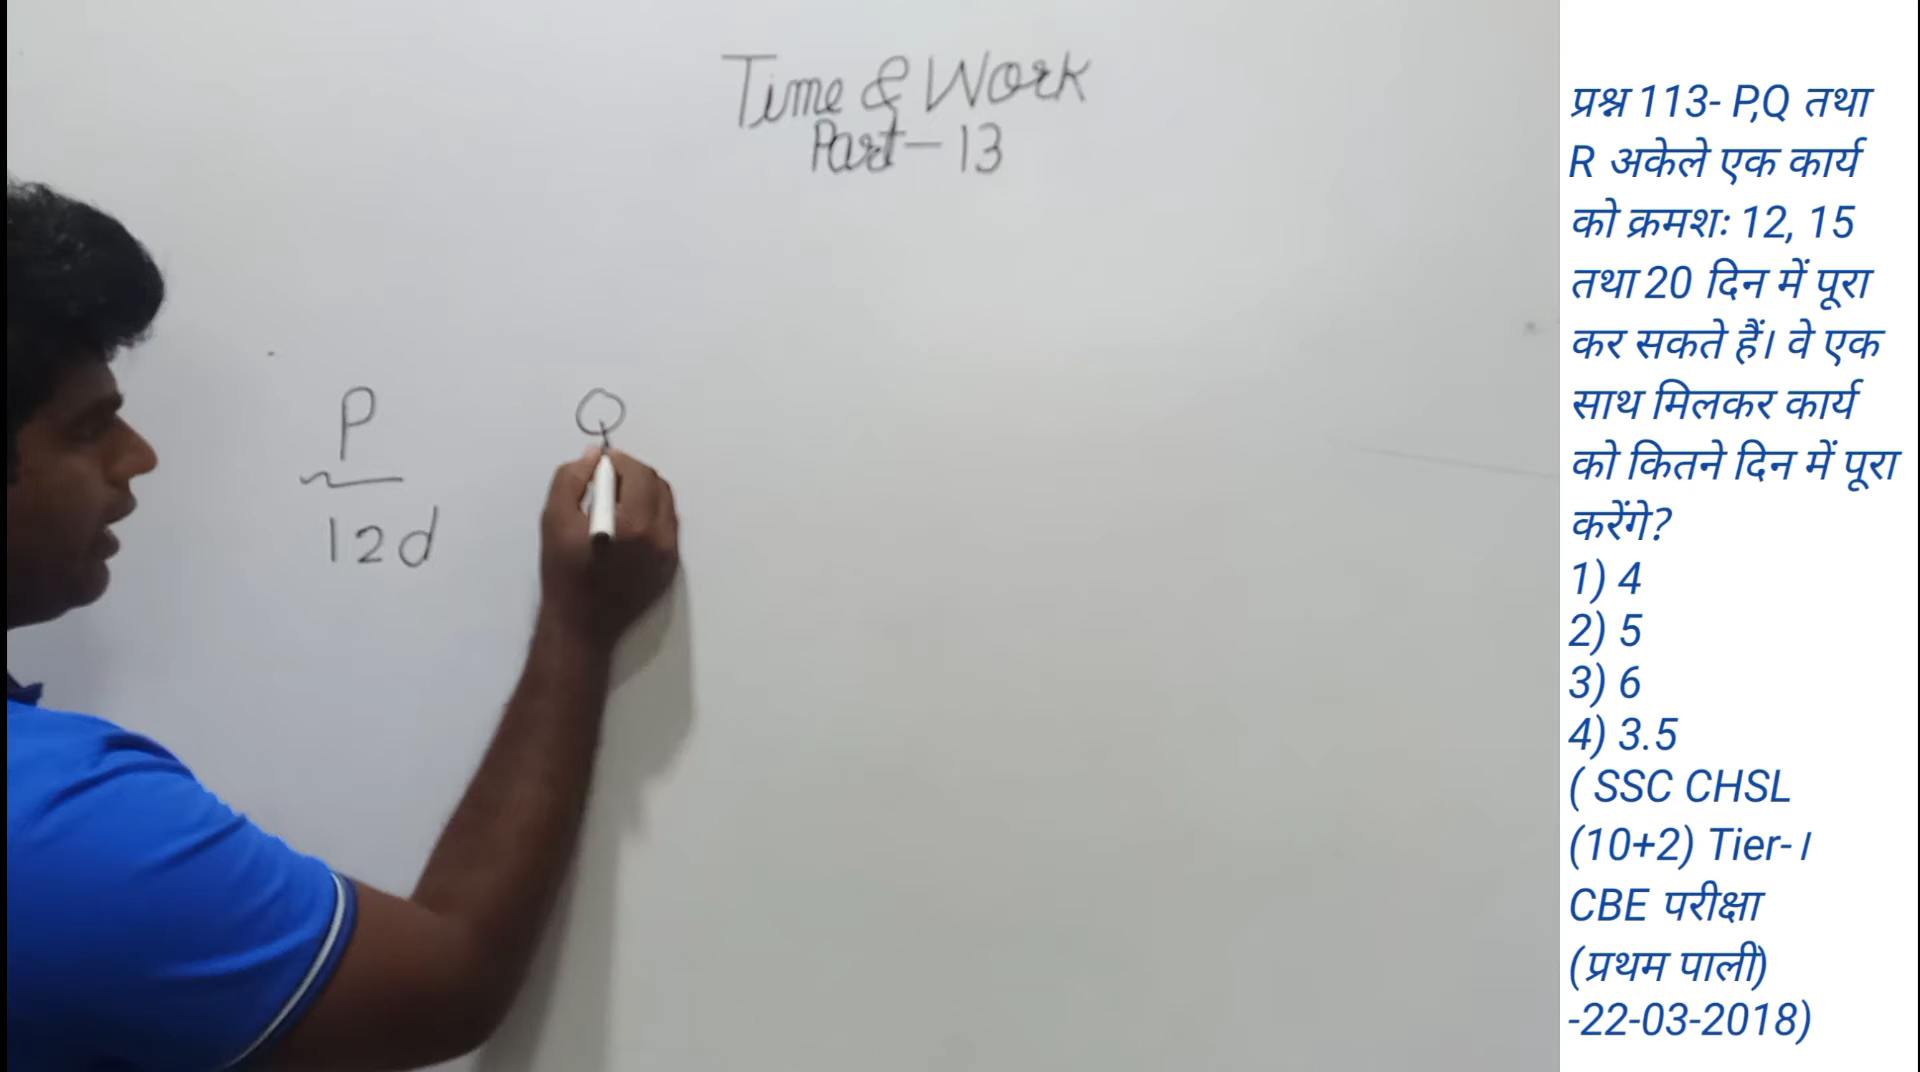 Time & Work
Part-13
P
12d
Q
प्रश्न 113- P,Q तथा
R अकेले एक कार्य
को क्रमशः 12, 15
तथा 20 दिन में पूरा
कर सकते हैं। वे एक
साथ मिलकर कार्य
को कितने दिन में पूरा
करेंगे?
1) 4
2) 5
3) 6
4) 3.5
( SSC CHSL
(10+2) Tier-I
CBE परीक्षा
(प्रथम पाली)
-22-03-2018)